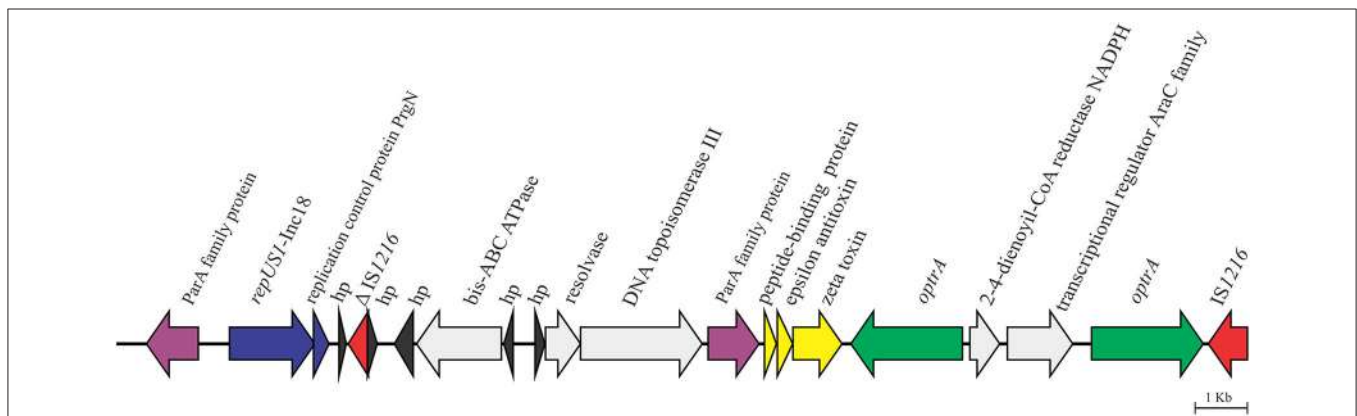 ParA family protein
repUS1-Inc18
replication control protein PrgN
hp
Δ IS1216
hp
hp
bis-ABC ATPase
hp
hp
resolvase
DNA topoisomerase III
ParA family protein
peptide-binding protein
epsilon antitoxin
zeta toxin
optrA
2-4-dienoyil-CoA reductase NADPH
transcriptional regulator AraC family
optrA
IS1216
1 Kb